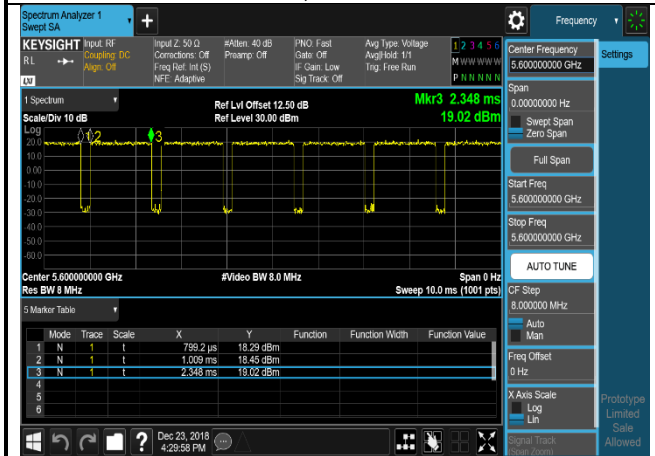 Spectrum Analyzer 1
Swept SA
Frequency
KEYSIGHT
Input: RF
Coupling: DC
Align: Off
Input Z: 50 Ω
Corrections: Off
Freq Ref: Int (S)
NFE: Adaptive
#Atten: 40 dB
Preamp: Off
PNO: Fast
Gate: Off
IF Gain: Low
Sig Track: Off
Avg Type: Voltage
Avg|Hold: 1/1
Trig: Free Run
1 2 3 4 5 6
M W W W W W
P N N N N N
RL
LXI
Center Frequency
5.600000000 GHz
Settings
Span
0.00000000 Hz
Swept Span
Zero Span
Full Span
Start Freq
5.600000000 GHz
Stop Freq
5.600000000 GHz
AUTO TUNE
CF Step
8.000000 MHz
Auto
Man
Freq Offset
0 Hz
X Axis Scale
Log
Lin
Signal Track
(Span Zoom)
Prototype
Limited
Sale
Allowed
1 Spectrum
Scale/Div 10 dB
Ref Lvl Offset 12.50 dB
Ref Level 30.00 dBm
Mkr3 2.348 ms
19.02 dBm
Log
1 2 3
20.0
10.0
0.00
-10.0
-20.0
-30.0
-40.0
-50.0
-60.0
Center 5.600000000 GHz
Res BW 8 MHz
#Video BW 8.0 MHz
Span 0 Hz
Sweep 10.0 ms (1001 pts)
5 Marker Table
Mode Trace Scale X Y Function Function Width Function Value
1 N 1 t 799.2 µs 18.29 dBm
2 N 1 t 1.009 ms 18.45 dBm
3 N 1 t 2.348 ms 19.02 dBm
4
5
6
?
Dec 23, 2018
4:29:58 PM